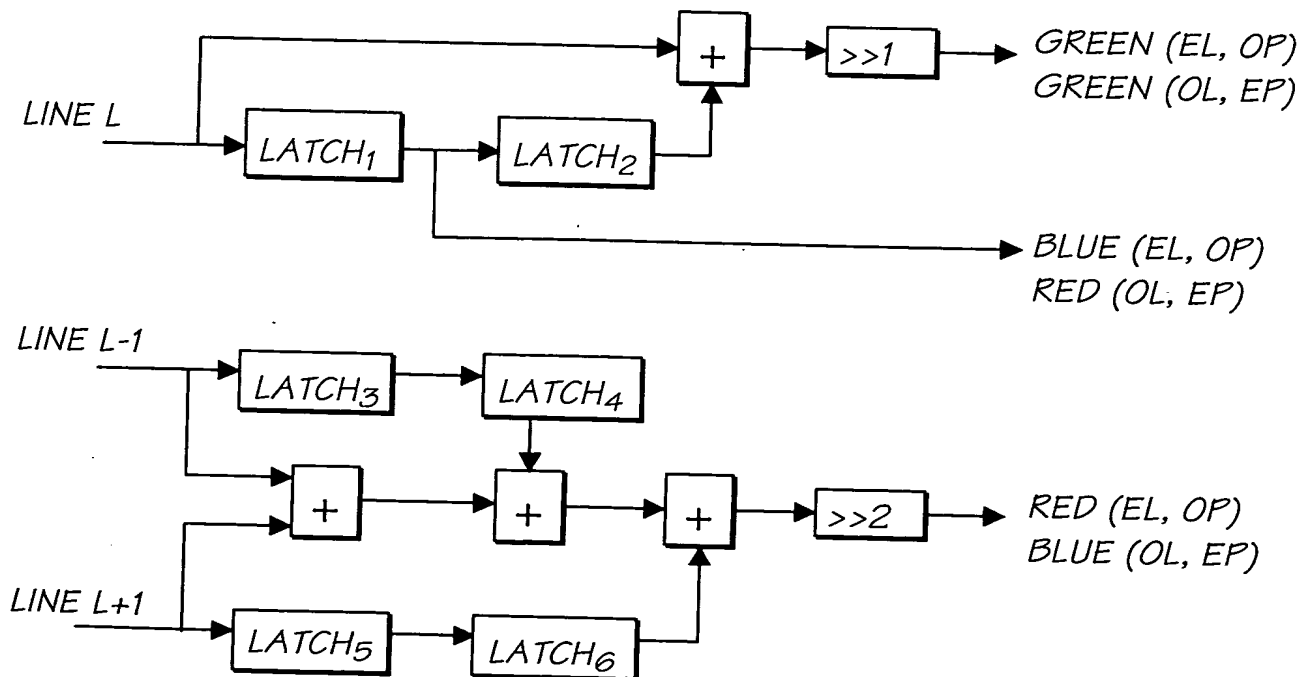 GREEN (EL, OP)
GREEN (OL, EP)
+
>>1
LINE L
LATCH1
LATCH2
BLUE (EL, OP)
RED (OL, EP)
LINE L-1
LATCH3
LATCH4
+
+
+
>>2
RED (EL, OP)
BLUE (OL, EP)
LINE L+1
LATCH5
LATCH6